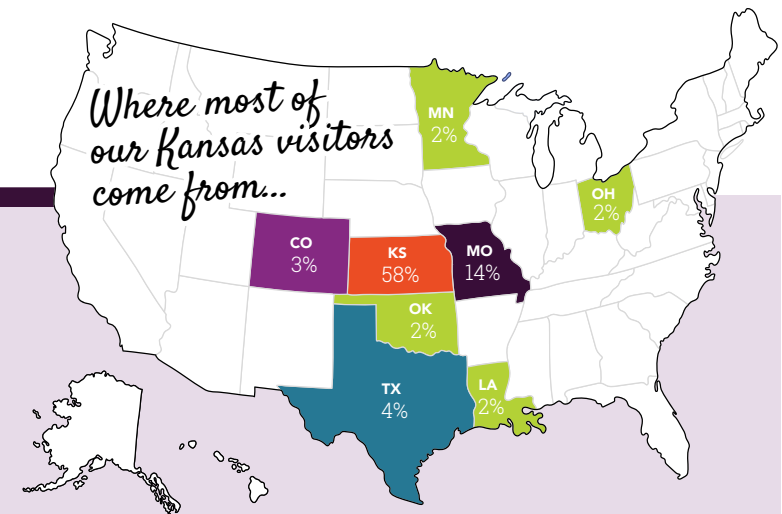 Where most of
our Kansas visitors
come from...
MN
2%
OH
2%
CO
3%
KS
58%
MO
14%
OK
2%
TX
4%
LA
2%